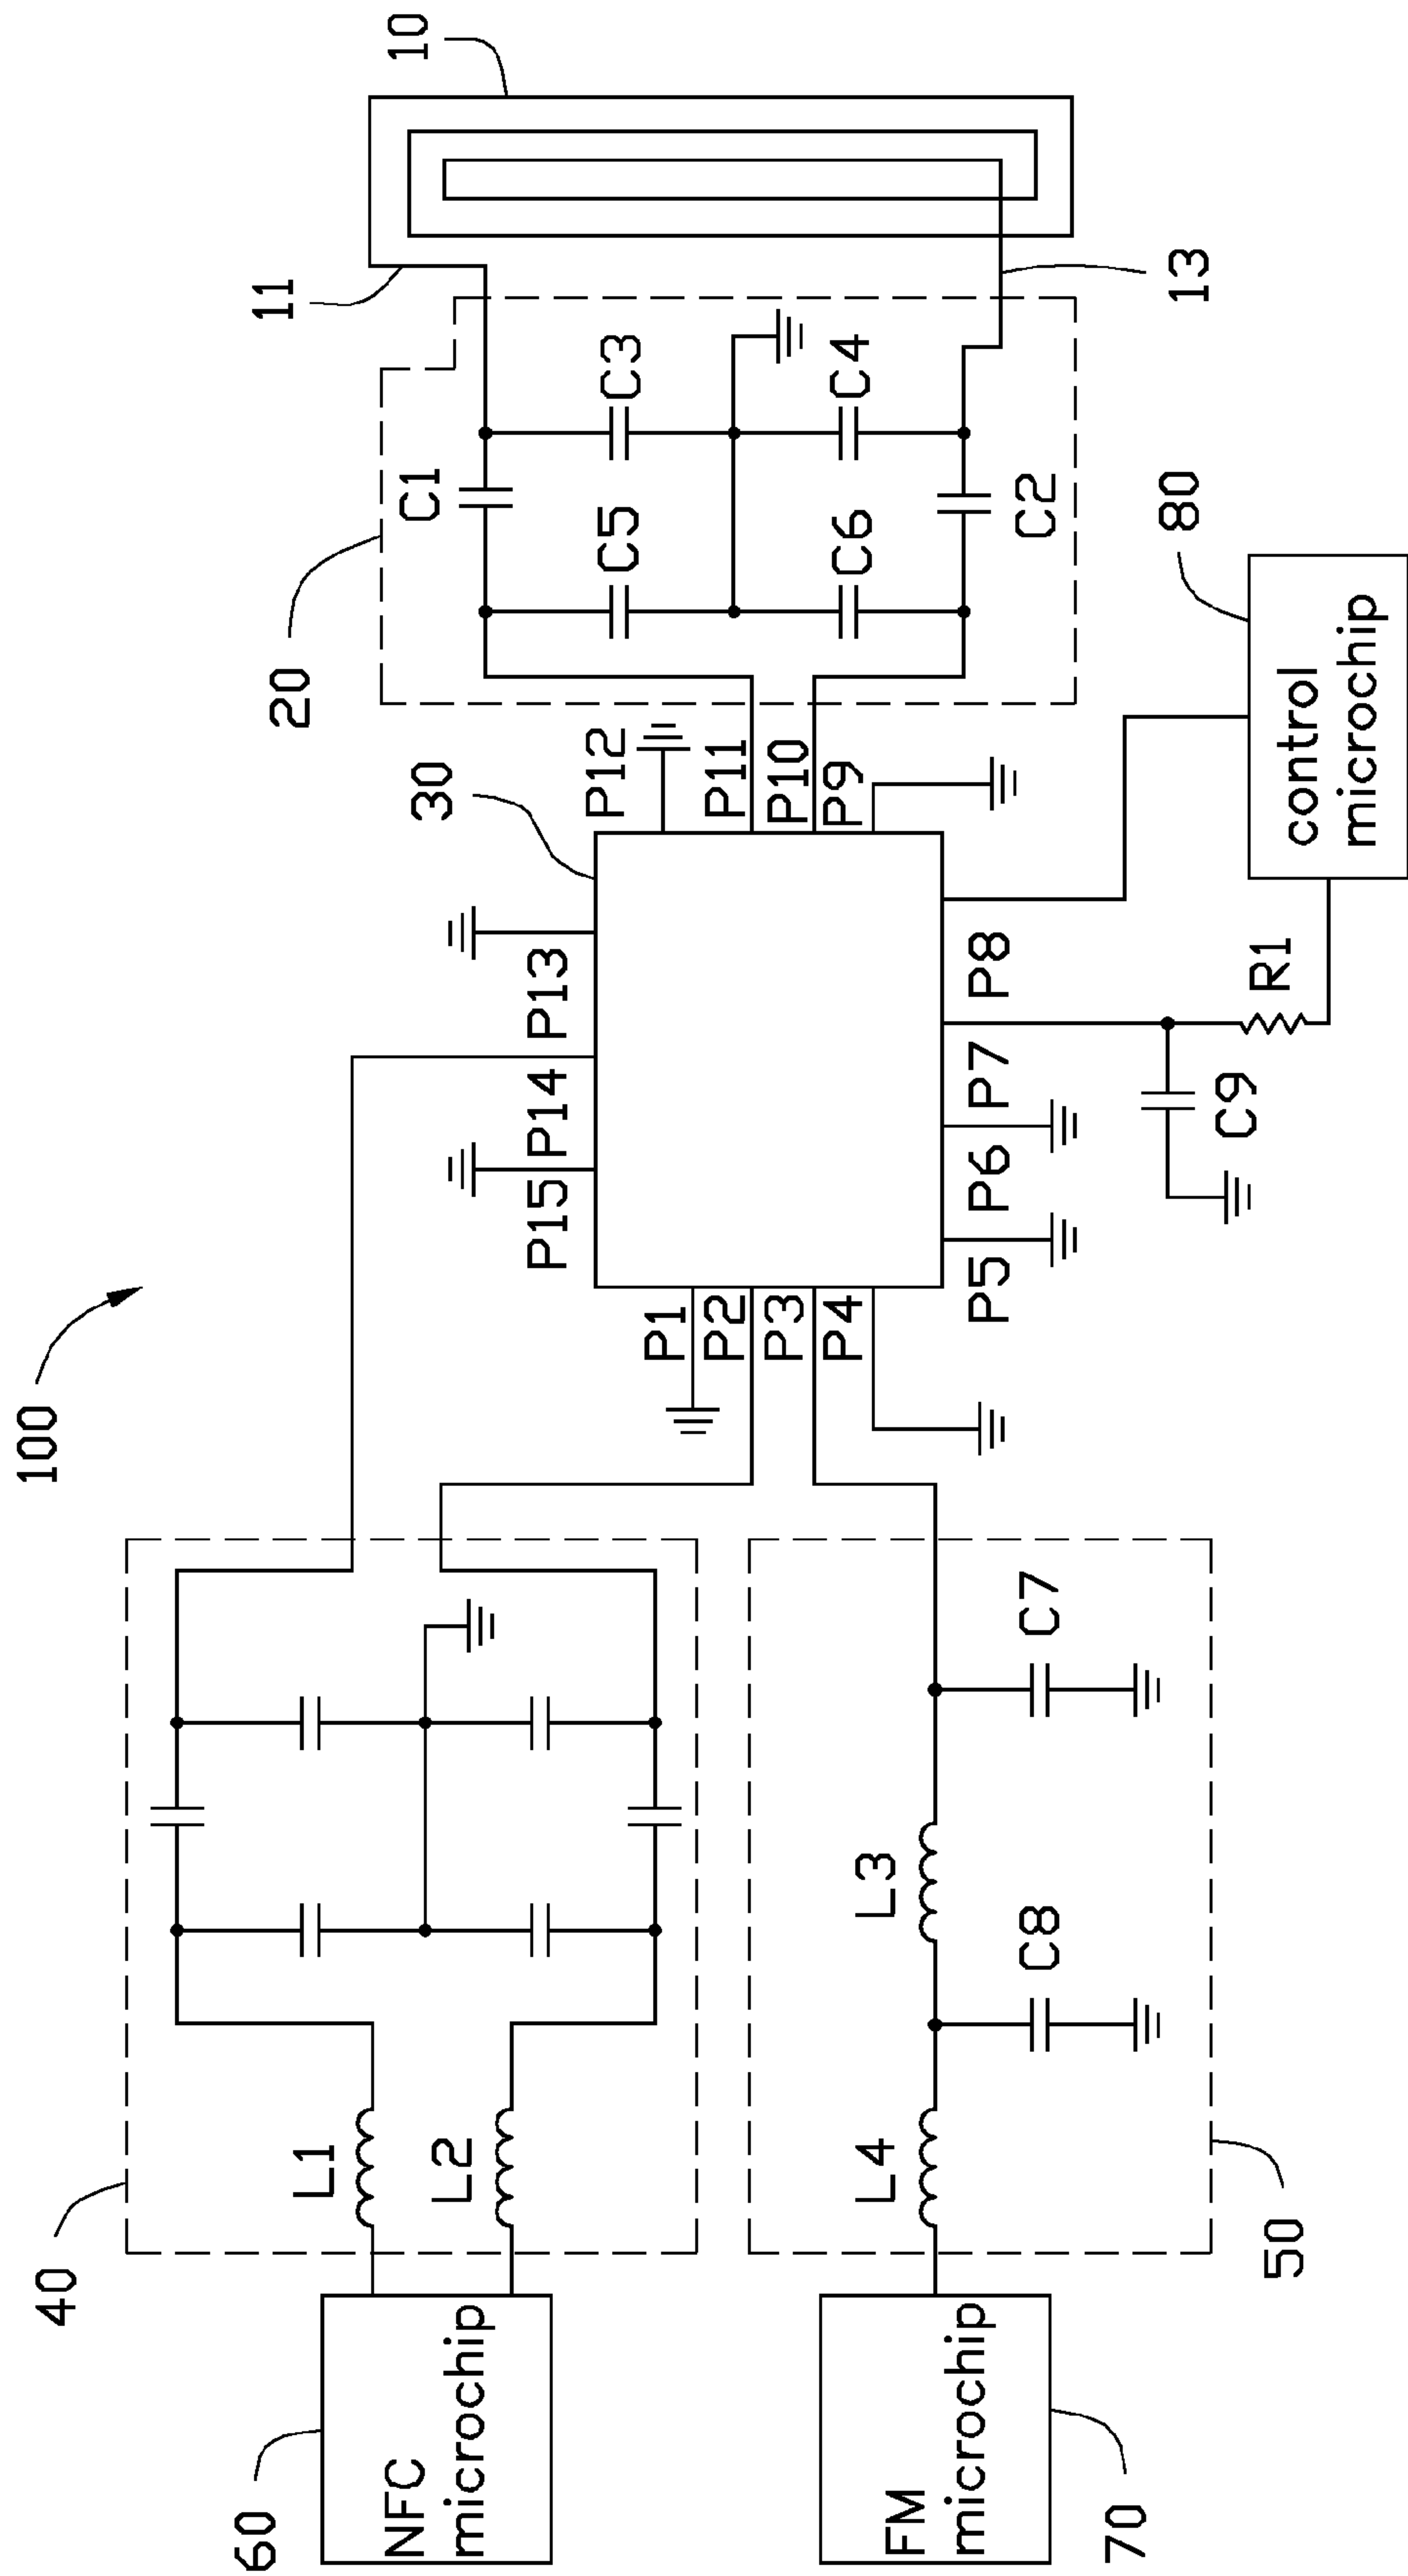 100
40
60
NFC
microchip
L1
L2
20
11
10
C1
C3
C5
C4
C6
C2
13
30
P12
P11
P10
P9
P13
P14
P15
P1
P2
P3
P4
P5
P6
P7
P8
R1
C9
80
control
microchip
C7
L3
C8
L4
50
FM
microchip
70